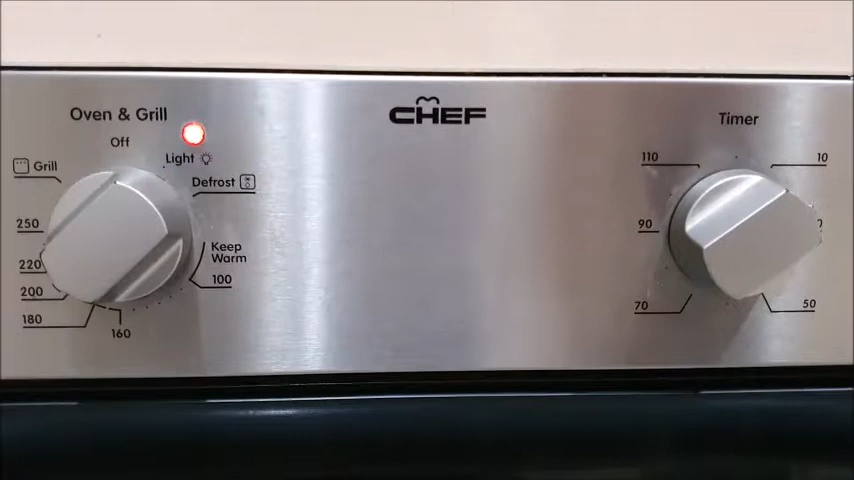 Oven & Grill
Off
Light
Grill
Defrost
250
Keep
Warm
220
100
200
180
160
CHEF
Timer
110
10
90
70
50